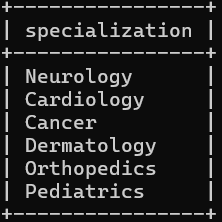 specialization
Neurology
Cardiology
Cancer
Dermatology
Orthopedics
Pediatrics